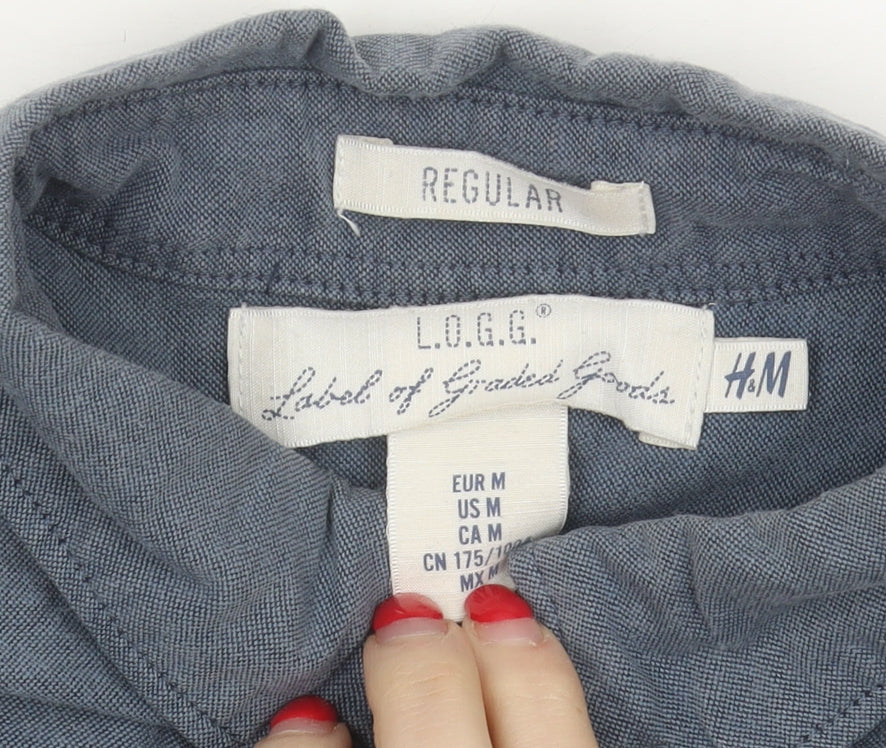 REGULAR
L.O.G.G.®
Label of Graded Goods
H&M
EUR M
US M
CA M
CN 175/
MX M